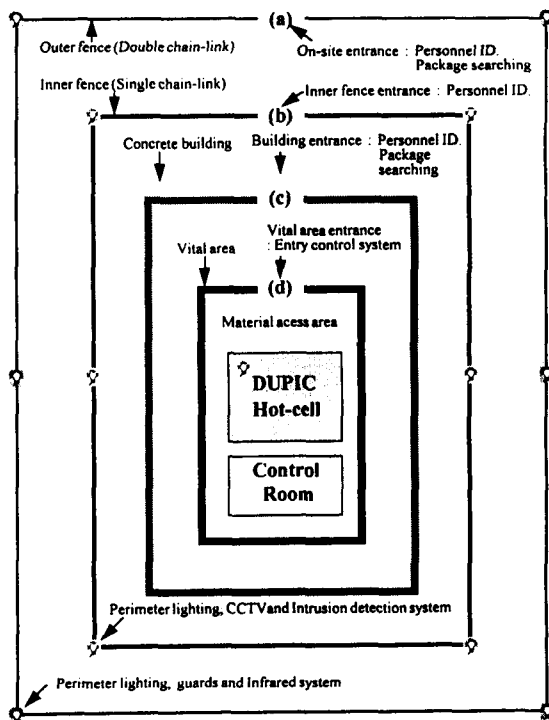 (a)
Outer fence (Double chain-link)
On-site entrance : Personnel ID.
Package searching
Inner fence (Single chain-link)
Inner fence entrance : Personnel ID.
(b)
Concrete building
Building entrance : Personnel ID.
Package
searching
(c)
Vital area entrance
: Entry control system
Vital area
(d)
Material acess area
DUPIC
Hot-cell
Control
Room
Perimeter lighting, CCTV and Intrusion detection system
Perimeter lighting, guards and Infrared system